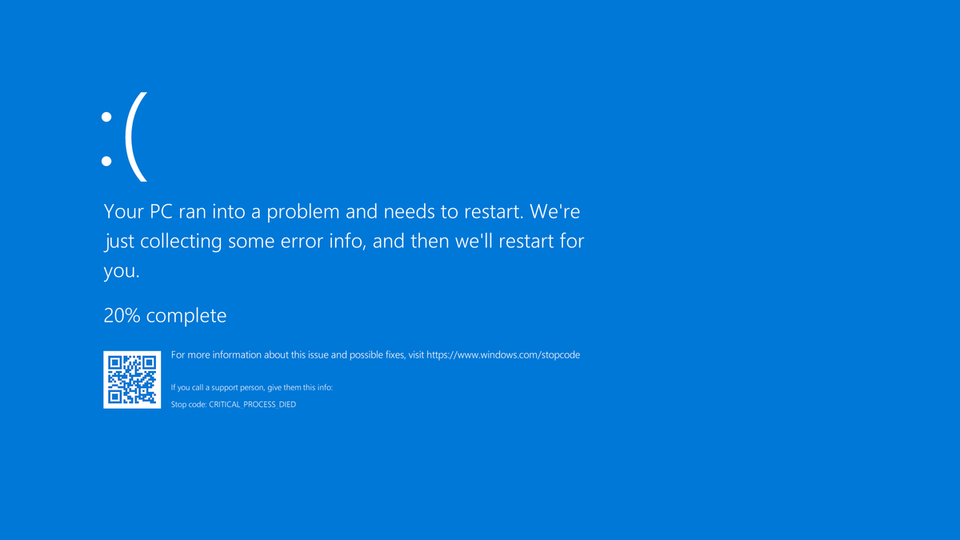 :(
Your PC ran into a problem and needs to restart. We're
just collecting some error info, and then we'll restart for
you.
20% complete
For more information about this issue and possible fixes, visit https://www.windows.com/stopcode
If you call a support person, give them this info:
Stop code: CRITICAL_PROCESS_DIED